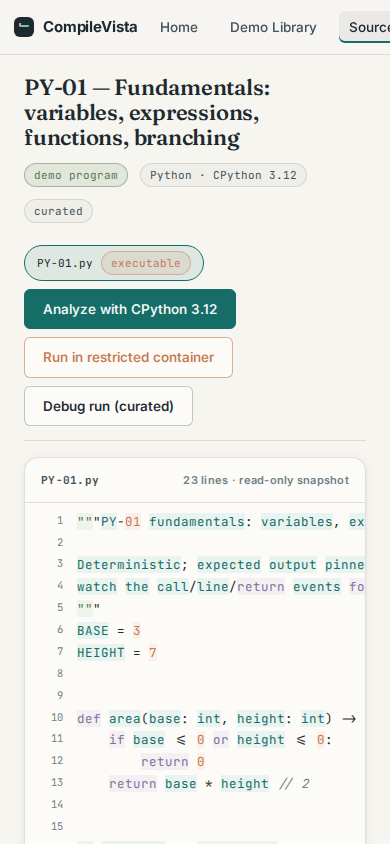 CompileVista Home Demo Library Source
PY-01 — Fundamentals:
variables, expressions,
functions, branching
demo program Python · CPython 3.12
curated
PY-01.py executable
Analyze with CPython 3.12
Run in restricted container
Debug run (curated)
PY-01.py 23 lines · read-only snapshot
1 """PY-01 fundamentals: variables, ex
2
3 Deterministic; expected output pinne
4 watch the call/line/return events fo
5 """
6 BASE = 3
7 HEIGHT = 7
8
9
10 def area(base: int, height: int) →
11 if base ⩽ 0 or height ⩽ 0:
12 return 0
13 return base * height // 2
14
15